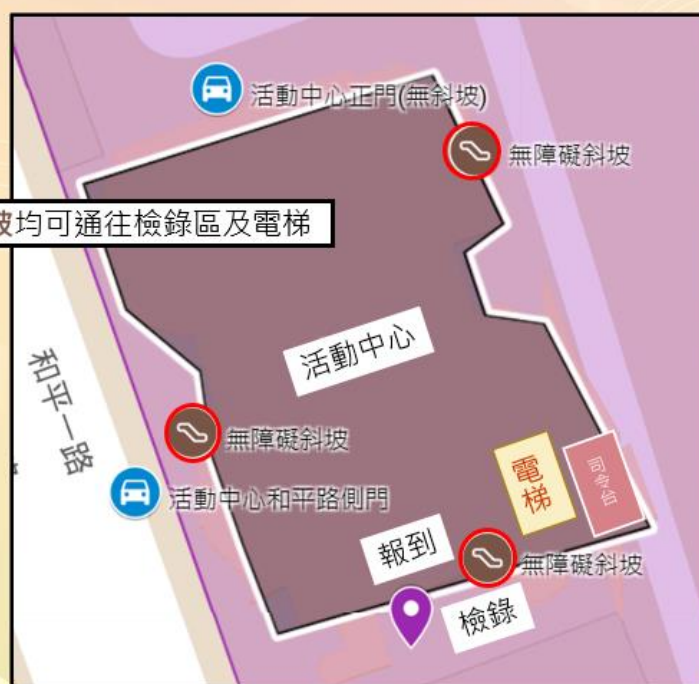 活動中心正門(無斜坡)
無障礙斜坡
坡均可通往檢錄區及電梯
活動中心
和平一路
無障礙斜坡
活動中心和平路側門
電梯
司令台
報到
無障礙斜坡
檢錄